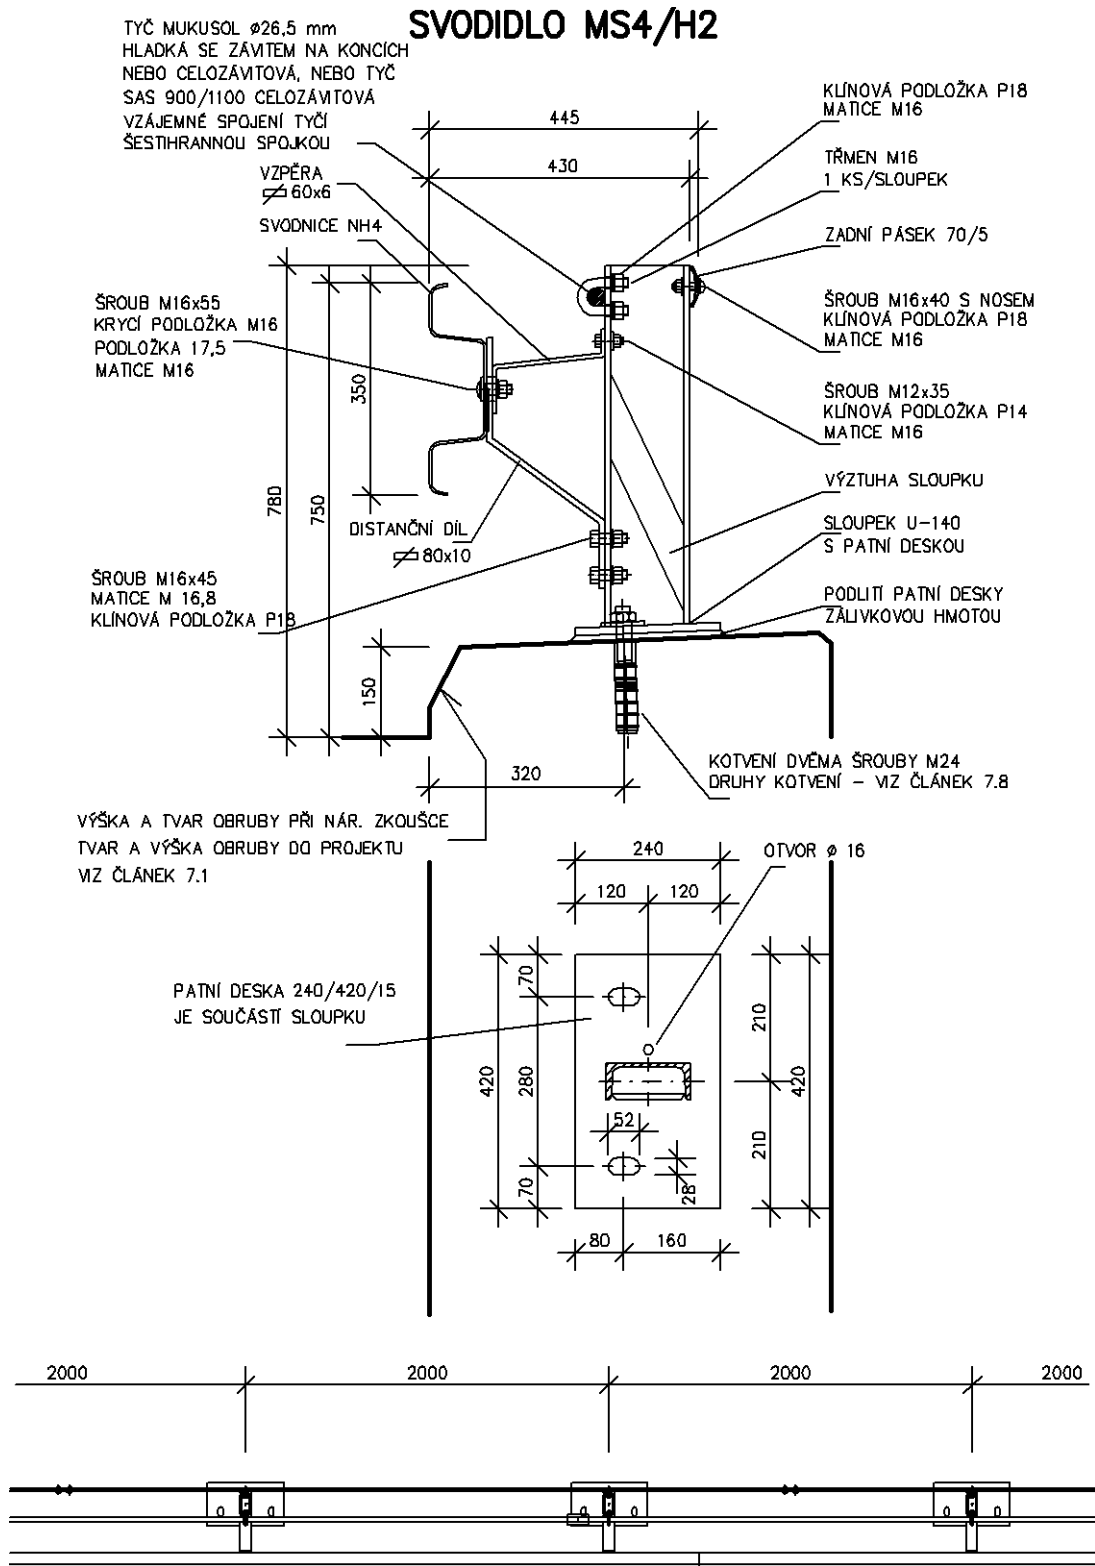 SVODIDLO MS4/H2
TYČ MUKUSOL ø26,5 mm
HLADKÁ SE ZÁVITEM NA KONCÍCH
NEBO CELOZÁVITOVÁ, NEBO TYČ
SAS 900/1100 CELOZÁVITOVÁ
VZÁJEMNÉ SPOJENÍ TYČÍ
ŠESTIHRANNOU SPOJKOU
VZPĚRA
60x6
SVODNICE NH4
ŠROUB M16x55
KRYCÍ PODLOŽKA M16
PODLOŽKA 17,5
MATICE M16
445
430
KLÍNOVÁ PODLOŽKA P18
MATICE M16
TŘMEN M16
1 KS/SLOUPEK
ZADNÍ PÁSEK 70/5
ŠROUB M16x40 S NOSEM
KLÍNOVÁ PODLOŽKA P18
MATICE M16
ŠROUB M12x35
KLÍNOVÁ PODLOŽKA P14
MATICE M16
VÝZTUHA SLOUPKU
SLOUPEK U-140
S PATNÍ DESKOU
PODLITÍ PATNÍ DESKY
ZÁLIVKOVOU HMOTOU
780
750
350
150
DISTANČNÍ DÍL
80x10
ŠROUB M16x45
MATICE M 16,8
KLÍNOVÁ PODLOŽKA P18
320
KOTVENÍ DVĚMA ŠROUBY M24
DRUHY KOTVENÍ - VIZ ČLÁNEK 7.8
VÝŠKA A TVAR OBRUBY PŘI NÁR. ZKOUŠCE
TVAR A VÝŠKA OBRUBY DO PROJEKTU
VIZ ČLÁNEK 7.1
240
120
120
OTVOR ø 16
PATNÍ DESKA 240/420/15
JE SOUČÁSTÍ SLOUPKU
70
420
280
70
52
28
210
420
210
80
160
2000
2000
2000
2000